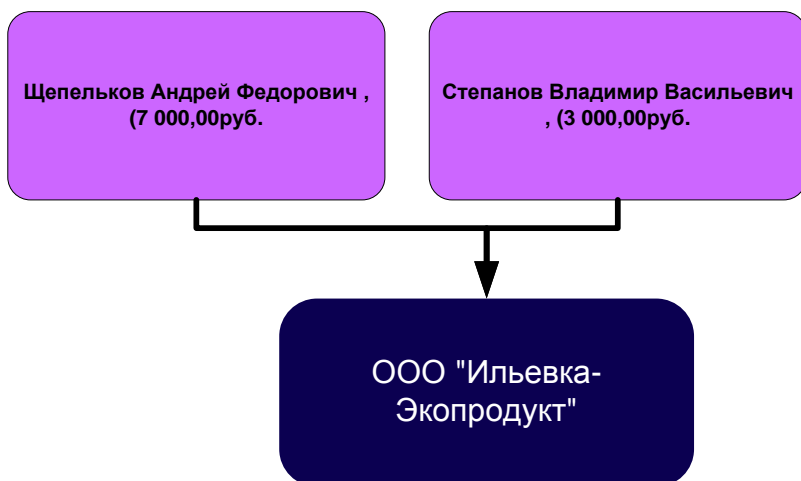 Щепельков Андрей Федорович ,
(7 000,00руб.
Степанов Владимир Васильевич
, (3 000,00руб.
ООО "Ильевка-
Экопродукт"